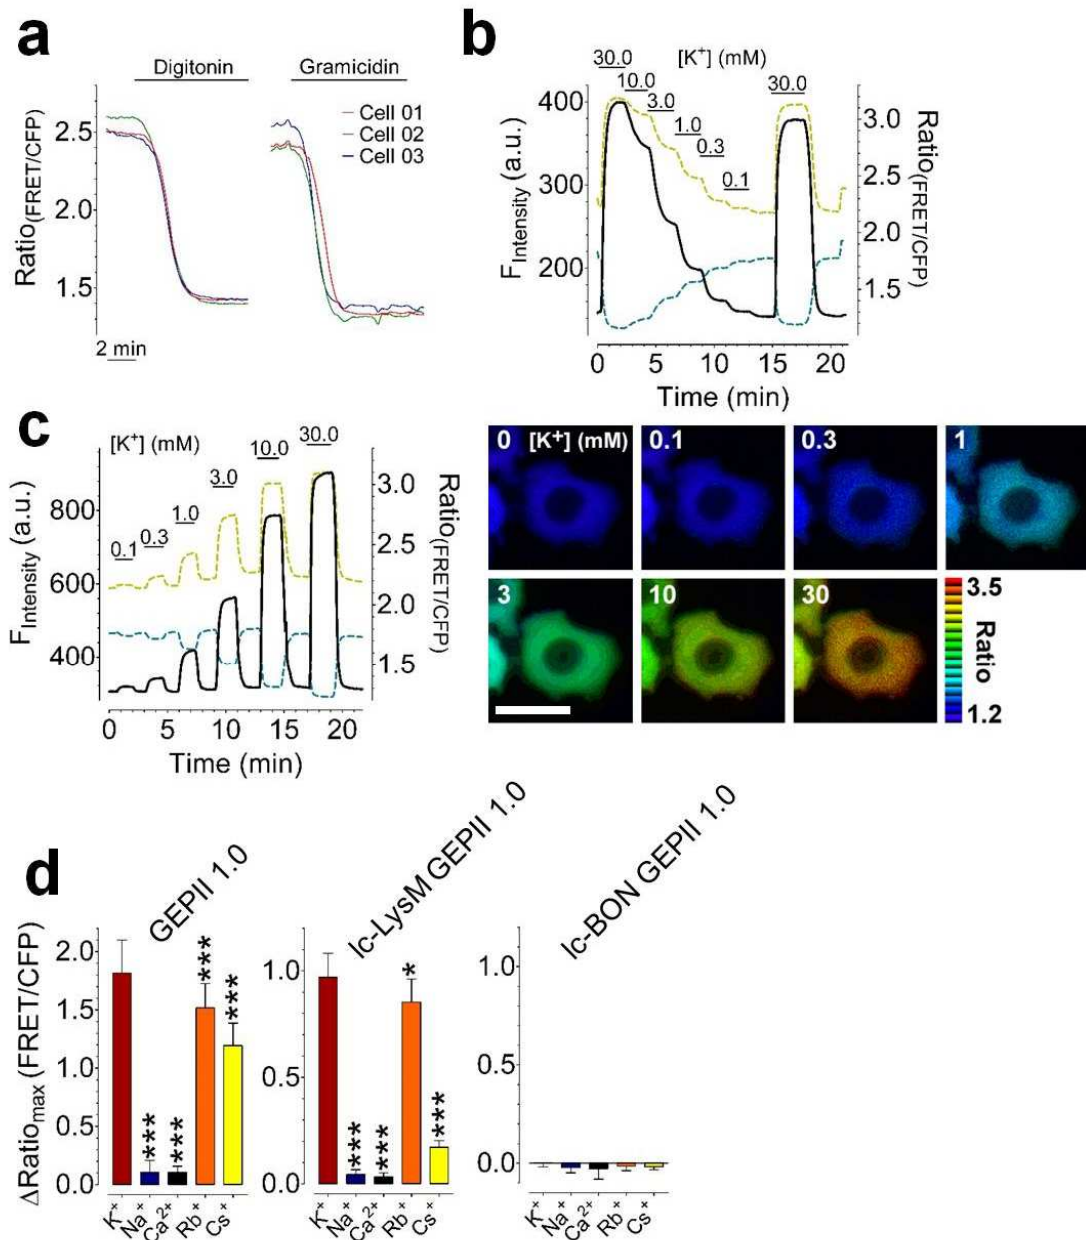 a
Digitonin
Gramicidin
Cell 01
Cell 02
Cell 03
Ratio(FRET/CFP)
2.5
2.0
1.5
2 min
b
[K+] (mM)
30.0
10.0
3.0
1.0
0.3
0.1
30.0
FIntensity (a.u.)
400
300
200
Ratio(FRET/CFP)
3.0
2.5
2.0
1.5
0 5 10 15 20
Time (min)
c
[K+] (mM)
0.1
0.3
1.0
3.0
10.0
30.0
FIntensity (a.u.)
800
600
400
Ratio(FRET/CFP)
3.0
2.5
2.0
1.5
0 5 10 15 20
Time (min)
0 [K+] (mM) 0.1 0.3 1
3 10 30
3.5
Ratio
1.2
d
GEPII 1.0
lc-LysM GEPII 1.0
lc-BON GEPII 1.0
ΔRatiomax (FRET/CFP)
2.0
1.5
1.0
0.5
0.0
*** *** *** ***
K+ Na+ Ca2+ Rb+ Cs+
1.0
0.5
0.0
*** *** * ***
K+ Na+ Ca2+ Rb+ Cs+
1.0
0.5
0.0
K+ Na+ Ca2+ Rb+ Cs+